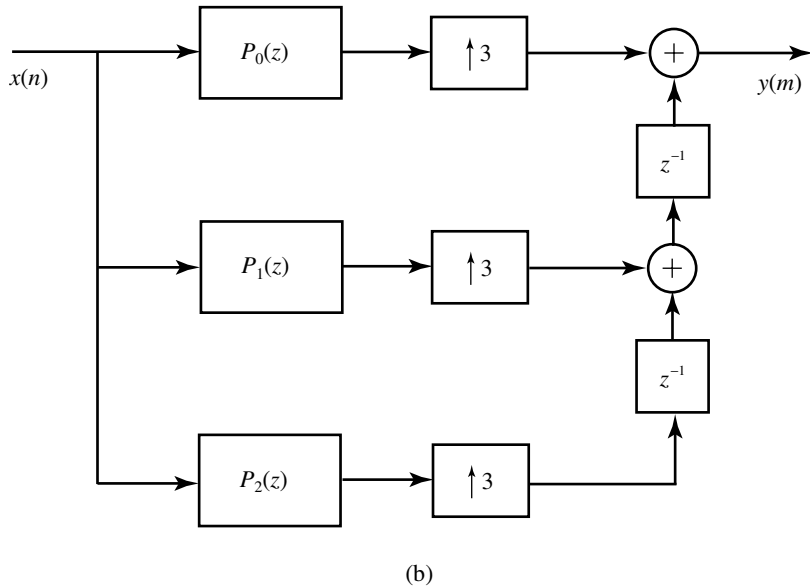 P₀(z)
↑3
+
x(n)
y(m)
z⁻¹
P₁(z)
↑3
+
z⁻¹
P₂(z)
↑3
(b)